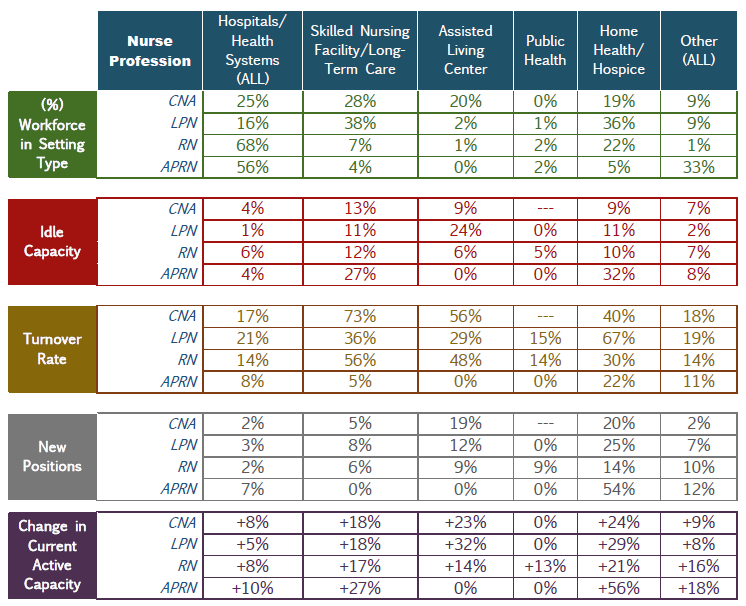 Nurse Profession Hospitals/ Health Systems (ALL) Skilled Nursing Facility/Long-Term Care Assisted Living Center Public Health Home Health/ Hospice Other (ALL)
(%) Workforce in Setting Type
CNA 25% 28% 20% 0% 19% 9%
LPN 16% 38% 2% 1% 36% 9%
RN 68% 7% 1% 2% 22% 1%
APRN 56% 4% 0% 2% 5% 33%
Idle Capacity
CNA 4% 13% 9% --- 9% 7%
LPN 1% 11% 24% 0% 11% 2%
RN 6% 12% 6% 5% 10% 7%
APRN 4% 27% 0% 0% 32% 8%
Turnover Rate
CNA 17% 73% 56% --- 40% 18%
LPN 21% 36% 29% 15% 67% 19%
RN 14% 56% 48% 14% 30% 14%
APRN 8% 5% 0% 0% 22% 11%
New Positions
CNA 2% 5% 19% --- 20% 2%
LPN 3% 8% 12% 0% 25% 7%
RN 2% 6% 9% 9% 14% 10%
APRN 7% 0% 0% 0% 54% 12%
Change in Current Active Capacity
CNA +8% +18% +23% 0% +24% +9%
LPN +5% +18% +32% 0% +29% +8%
RN +8% +17% +14% +13% +21% +16%
APRN +10% +27% 0% 0% +56% +18%